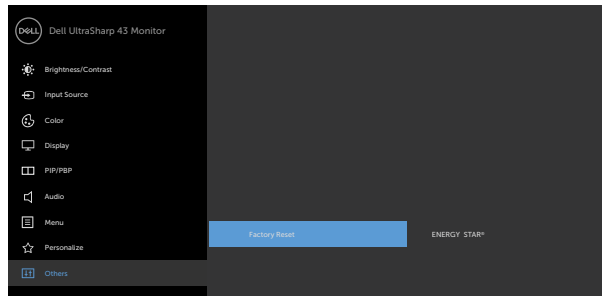 DELL Dell UltraSharp 43 Monitor
Brightness/Contrast
Input Source
Color
Display
PIP/PBP
Audio
Menu
Personalize
Others
Factory Reset ENERGY STAR®